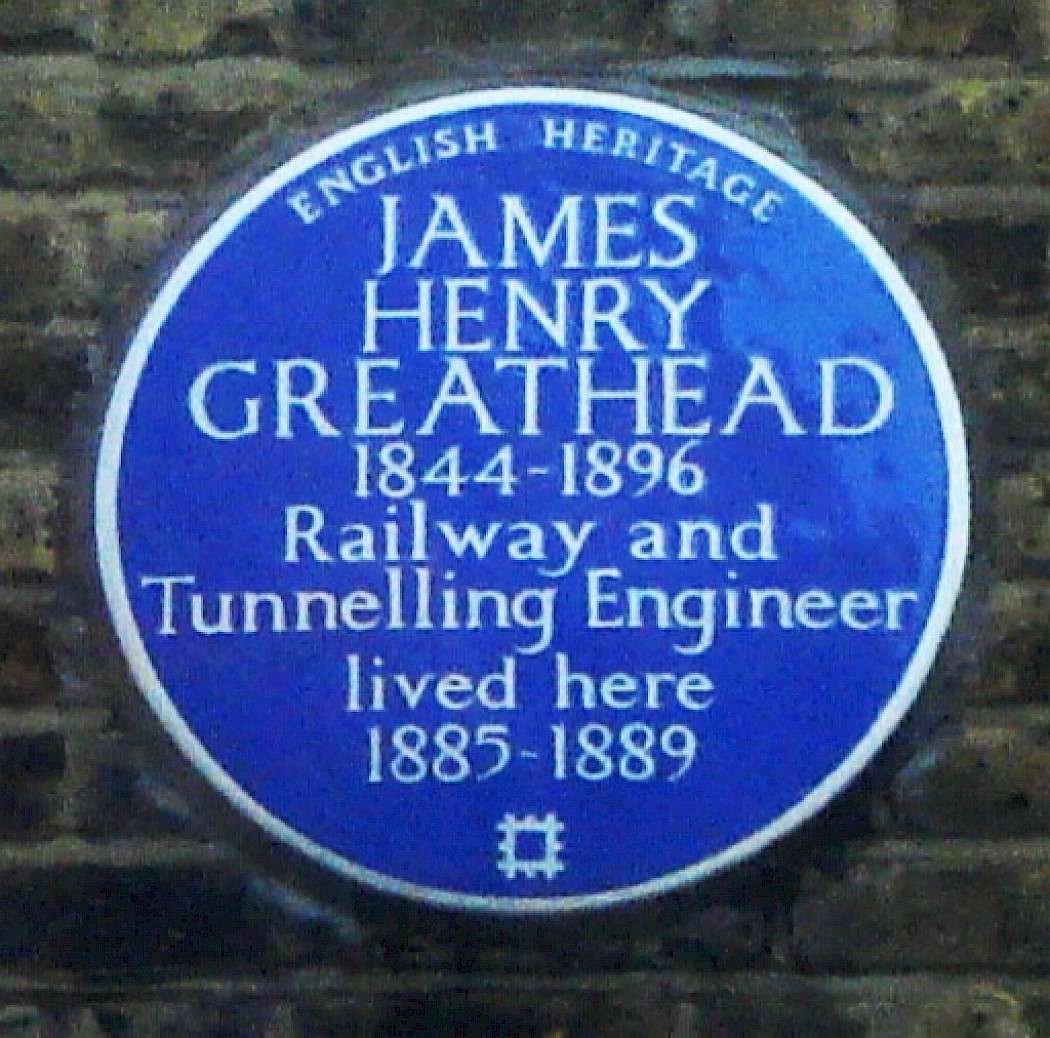 ENGLISH HERITAGE
JAMES
HENRY
GREATHEAD
1844-1896
Railway and
Tunnelling Engineer
lived here
1885-1889